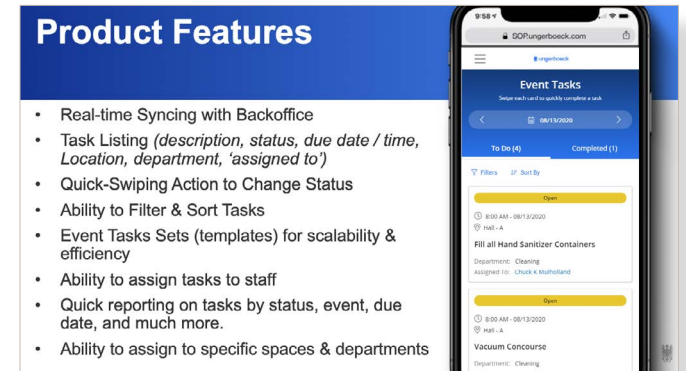 Product Features
• Real-time Syncing with Backoffice
• Task Listing (description, status, due date / time,
Location, department, ‘assigned to’)
• Quick-Swiping Action to Change Status
• Ability to Filter & Sort Tasks
• Event Tasks Sets (templates) for scalability &
efficiency
• Ability to assign tasks to staff
• Quick reporting on tasks by status, event, due
date, and much more.
• Ability to assign to specific spaces & departments
9:58
SOP.ungerboeck.com
ungerboeck
Event Tasks
Swipe each card to quickly complete a task
08/13/2020
To Do (4) Completed (1)
Filters Sort By
Open
8:00 AM - 08/13/2020
Hall - A
Fill all Hand Sanitizer Containers
Department: Cleaning
Assigned To: Chuck K Mulholland
Open
8:00 AM - 08/13/2020
Hall - A
Vacuum Concourse
Department: Cleaning